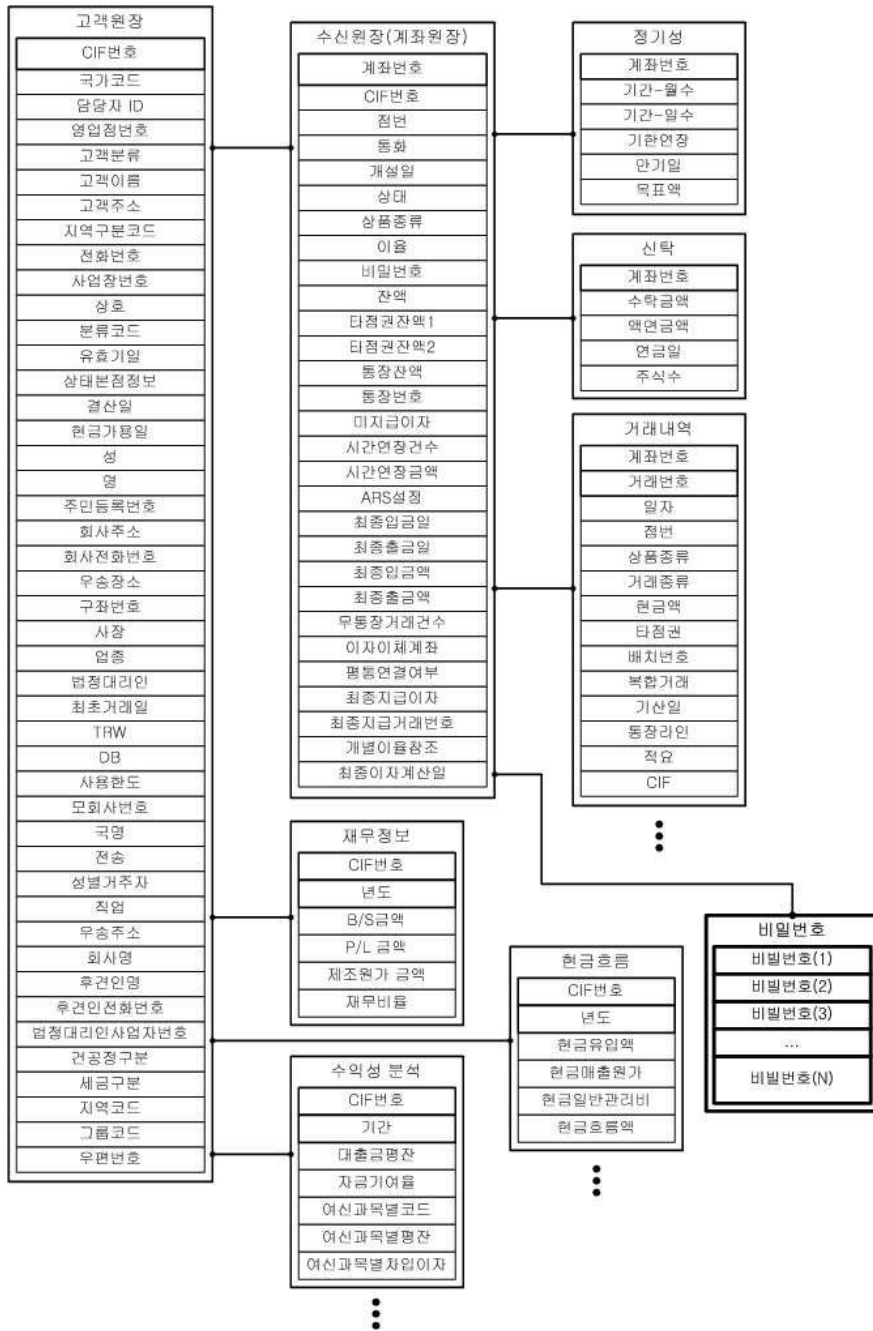 고객원장
CIF번호
국가코드
담당자 ID
영업점번호
고객분류
고객이름
고객주소
지역구분코드
전화번호
사업장번호
상호
분류코드
유효기일
상태본점정보
결산일
현금가용일
성
명
주민등록번호
회사주소
회사전화번호
우송장소
구좌번호
사장
업종
법정대리인
최초거래일
TRW
DB
사용한도
모회사번호
국명
전송
성별거주자
직업
우송주소
회사명
후견인명
후견인전화번호
법정대리인사업자번호
건공정구분
세금구분
지역코드
그룹코드
우편번호
수신원장(계좌원장)
계좌번호
CIF번호
점번
통화
개설일
상태
상품종류
이율
비밀번호
잔액
타점권잔액1
타점권잔액2
통장잔액
통장번호
미지급이자
시간연장건수
시간연장금액
ARS설정
최종입금일
최종출금일
최종입금액
최종출금액
무통장거래건수
이자이체계좌
평통연결여부
최종지급이자
최종지급거래번호
개별이율참조
최종이자계산일
정기성
계좌번호
기간-월수
기간-일수
기한연장
만기일
목표액
신탁
계좌번호
수탁금액
액면금액
연금일
주식수
거래내역
계좌번호
거래번호
일자
점번
상품종류
거래종류
현금액
타점권
배치번호
복합거래
기산일
통장라인
적요
CIF
재무정보
CIF번호
년도
B/S금액
P/L 금액
제조원가 금액
재무비율
현금흐름
CIF번호
년도
현금유입액
현금매출원가
현금일반관리비
현금흐름액
비밀번호
비빌번호(1)
비빌번호(2)
비빌번호(3)
...
비빌번호(N)
수익성 분석
CIF번호
기간
대출금평잔
자금기여율
여신과목별코드
여신과목별평잔
여신과목별차입이자